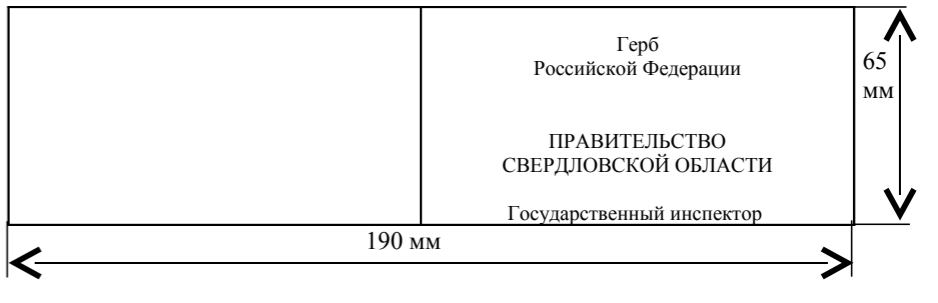 Герб
Российской Федерации
65
мм
ПРАВИТЕЛЬСТВО
СВЕРДЛОВСКОЙ ОБЛАСТИ
Государственный инспектор
190 мм